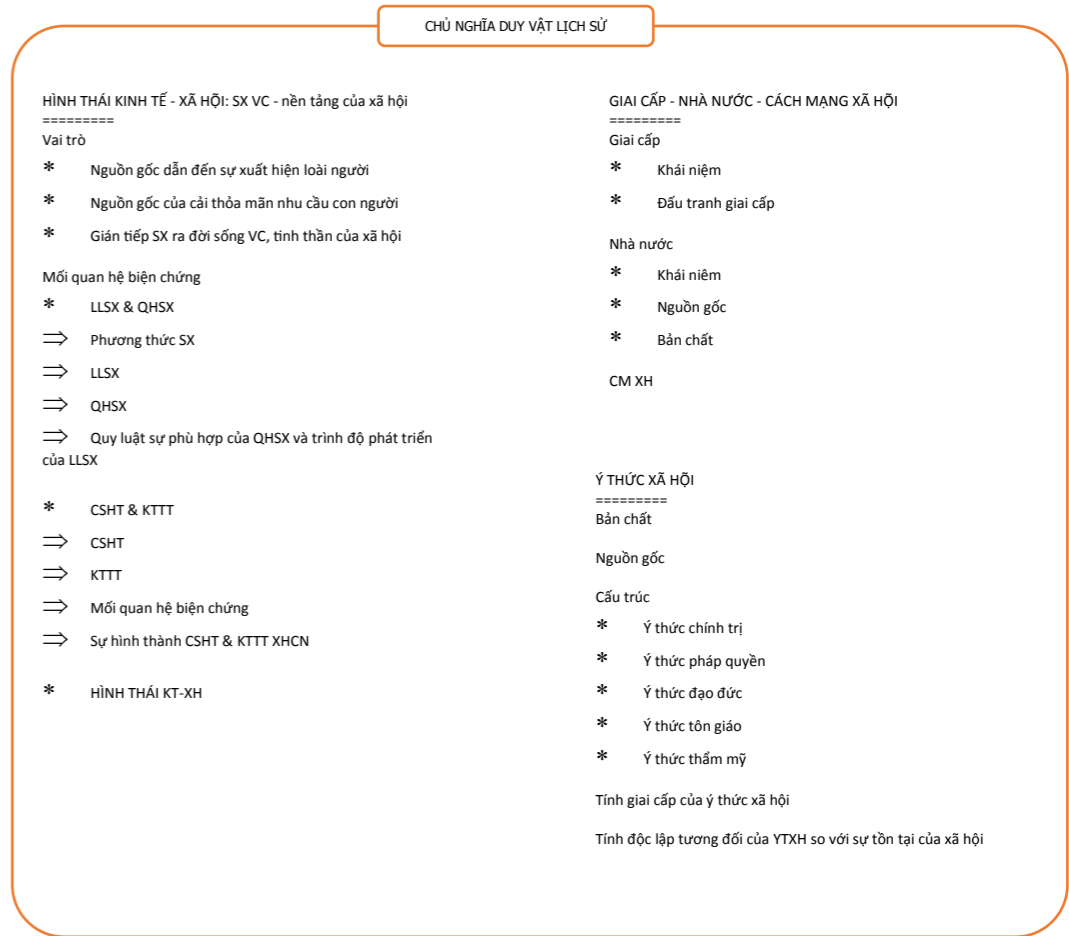 CHỦ NGHĨA DUY VẬT LỊCH SỬ
HÌNH THÁI KINH TẾ - XÃ HỘI: SX VC - nền tảng của xã hội
=========
Vai trò
* Nguồn gốc dẫn đến sự xuất hiện loài người
* Nguồn gốc của cải thỏa mãn nhu cầu con người
* Gián tiếp SX ra đời sống VC, tinh thần của xã hội
Mối quan hệ biện chứng
* LLSX & QHSX
⇒ Phương thức SX
⇒ LLSX
⇒ QHSX
⇒ Quy luật sự phù hợp của QHSX và trình độ phát triển
của LLSX
* CSHT & KTTT
⇒ CSHT
⇒ KTTT
⇒ Mối quan hệ biện chứng
⇒ Sự hình thành CSHT & KTTT XHCN
* HÌNH THÁI KT-XH
GIAI CẤP - NHÀ NƯỚC - CÁCH MẠNG XÃ HỘI
=========
Giai cấp
* Khái niệm
* Đấu tranh giai cấp
Nhà nước
* Khái niêm
* Nguồn gốc
* Bản chất
CM XH
Ý THỨC XÃ HỘI
=========
Bản chất
Nguồn gốc
Cấu trúc
* Ý thức chính trị
* Ý thức pháp quyền
* Ý thức đạo đức
* Ý thức tôn giáo
* Ý thức thẩm mỹ
Tính giai cấp của ý thức xã hội
Tính độc lập tương đối của YTXH so với sự tồn tại của xã hội